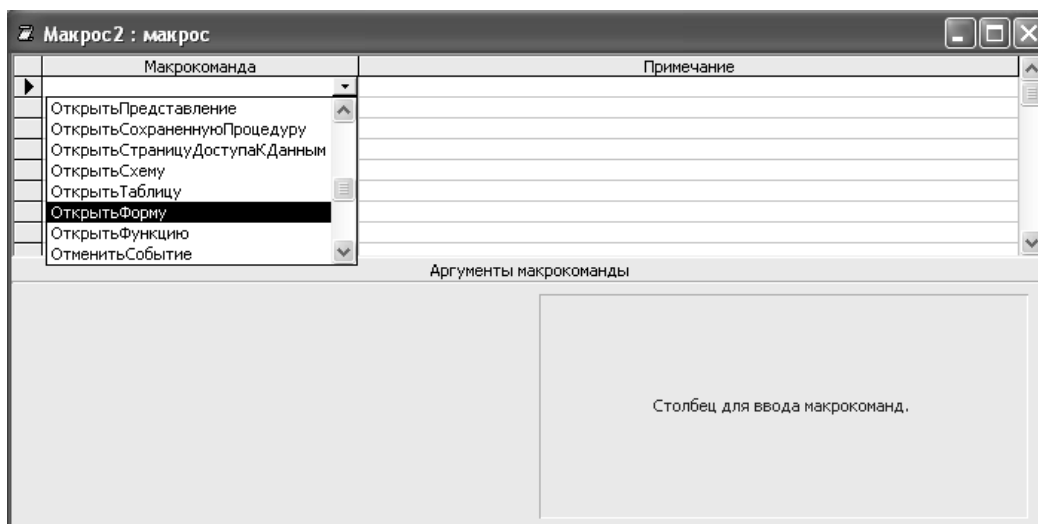 Макрос2 : макрос
Макрокоманда Примечание
ОткрытьПредставление
ОткрытьСохраненнуюПроцедуру
ОткрытьСтраницуДоступаКДанным
ОткрытьСхему
ОткрытьТаблицу
ОткрытьФорму
ОткрытьФункцию
ОтменитьСобытие
Аргументы макрокоманды
Столбец для ввода макрокоманд.